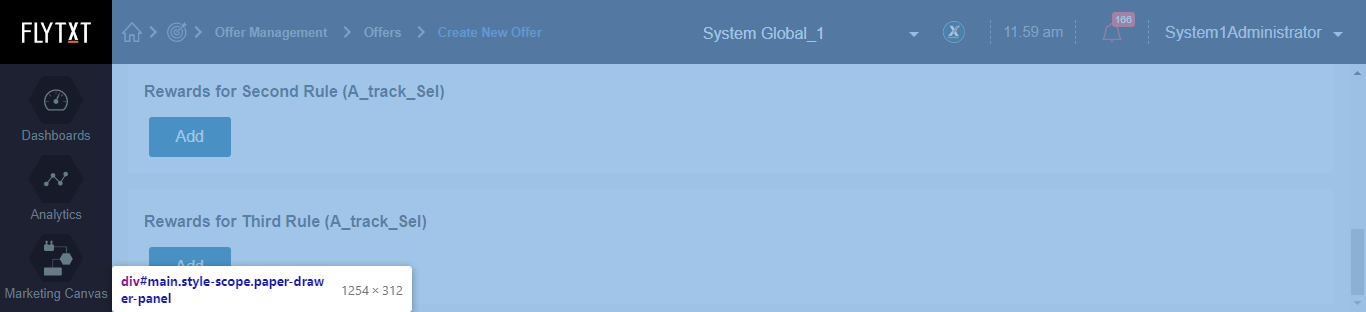 FLYTXT
Offer Management Offers Create New Offer System Global_1 X 11.59 am 166 System1Administrator
Rewards for Second Rule (A_track_Sel)
Add
Dashboards
Analytics
Rewards for Third Rule (A_track_Sel)
Add
Marketing Canvas
div#main.style-scope.paper-draw
er-panel
1254 × 312